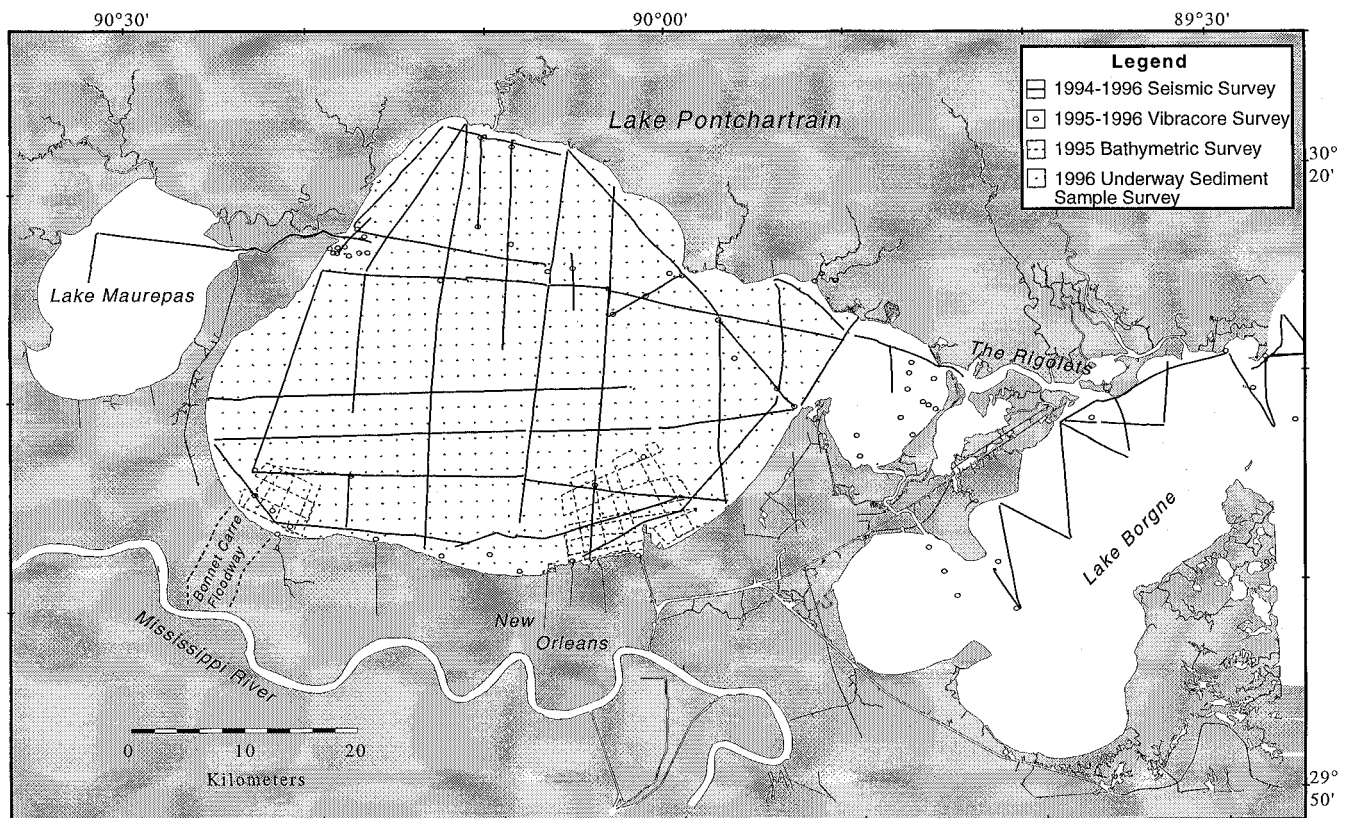 90°30'
90°00'
89°30'
Legend
1994-1996 Seismic Survey
1995-1996 Vibracore Survey
1995 Bathymetric Survey
1996 Underway Sediment
Sample Survey
Lake Pontchartrain
30°
20'
Lake Maurepas
The Rigolets
Lake Borgne
Bonnet Carre
Floodway
Mississippi River
New
Orleans
0 10 20
Kilometers
29°
50'